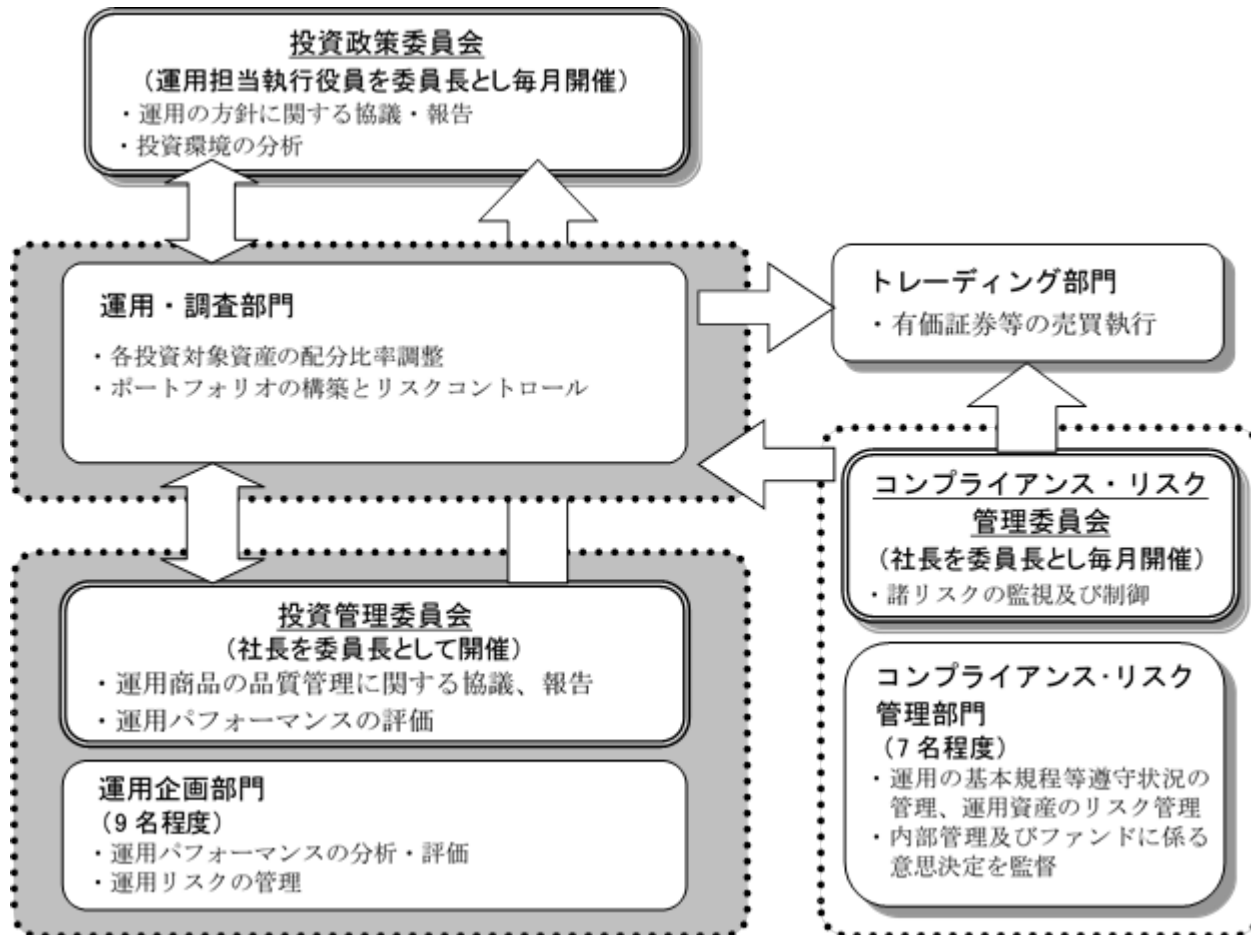 投資政策委員会
(運用担当執行役員を委員長とし毎月開催)
・運用の方針に関する協議・報告
・投資環境の分析
運用・調査部門
・各投資対象資産の配分比率調整
・ポートフォリオの構築とリスクコントロール
トレーディング部門
・有価証券等の売買執行
投資管理委員会
(社長を委員長として開催)
・運用商品の品質管理に関する協議、報告
・運用パフォーマンスの評価
運用企画部門
(9名程度)
・運用パフォーマンスの分析・評価
・運用リスクの管理
コンプライアンス・リスク
管理委員会
(社長を委員長とし毎月開催)
・諸リスクの監視及び制御
コンプライアンス・リスク
管理部門
(7名程度)
・運用の基本規程等遵守状況の
管理、運用資産のリスク管理
・内部管理及びファンドに係る
意思決定を監督